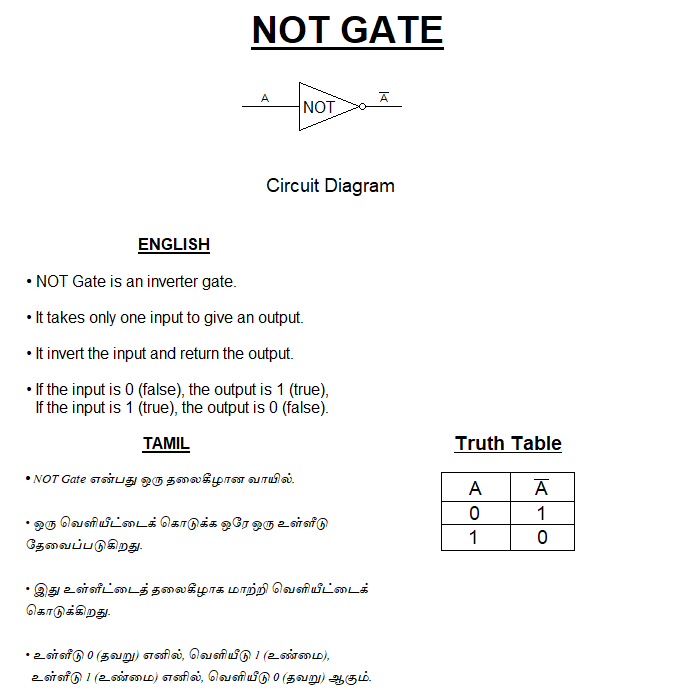 NOT GATE
A
NOT
A̅
Circuit Diagram
ENGLISH
• NOT Gate is an inverter gate.
• It takes only one input to give an output.
• It invert the input and return the output.
• If the input is 0 (false), the output is 1 (true),
If the input is 1 (true), the output is 0 (false).
TAMIL
• NOT Gate என்பது ஒரு தலைகீழான வாயில்.
• ஒரு வெளியீட்டைக் கொடுக்க ஒரே ஒரு உள்ளீடு
தேவைப்படுகிறது.
• இது உள்ளீட்டைத் தலைகீழாக மாற்றி வெளியீட்டைக்
கொடுக்கிறது.
• உள்ளீடு 0 (தவறு) எனில், வெளியீடு 1 (உண்மை),
உள்ளீடு 1 (உண்மை) எனில், வெளியீடு 0 (தவறு) ஆகும்.
Truth Table
A A̅
0 1
1 0